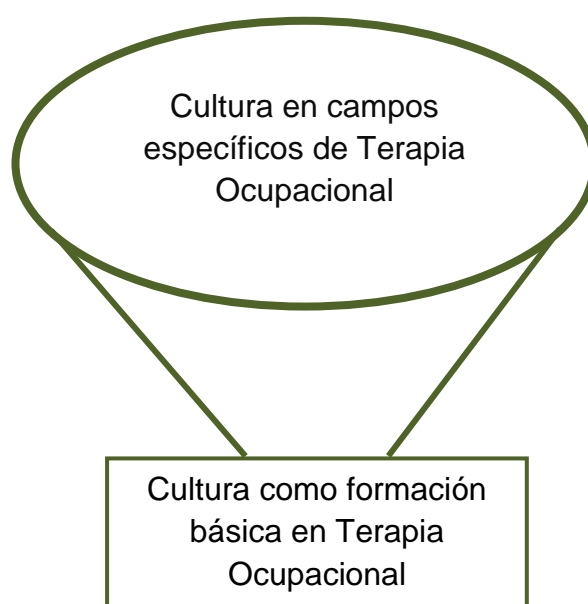 Cultura en campos
específicos de Terapia
Ocupacional
Cultura como formación
básica en Terapia
Ocupacional